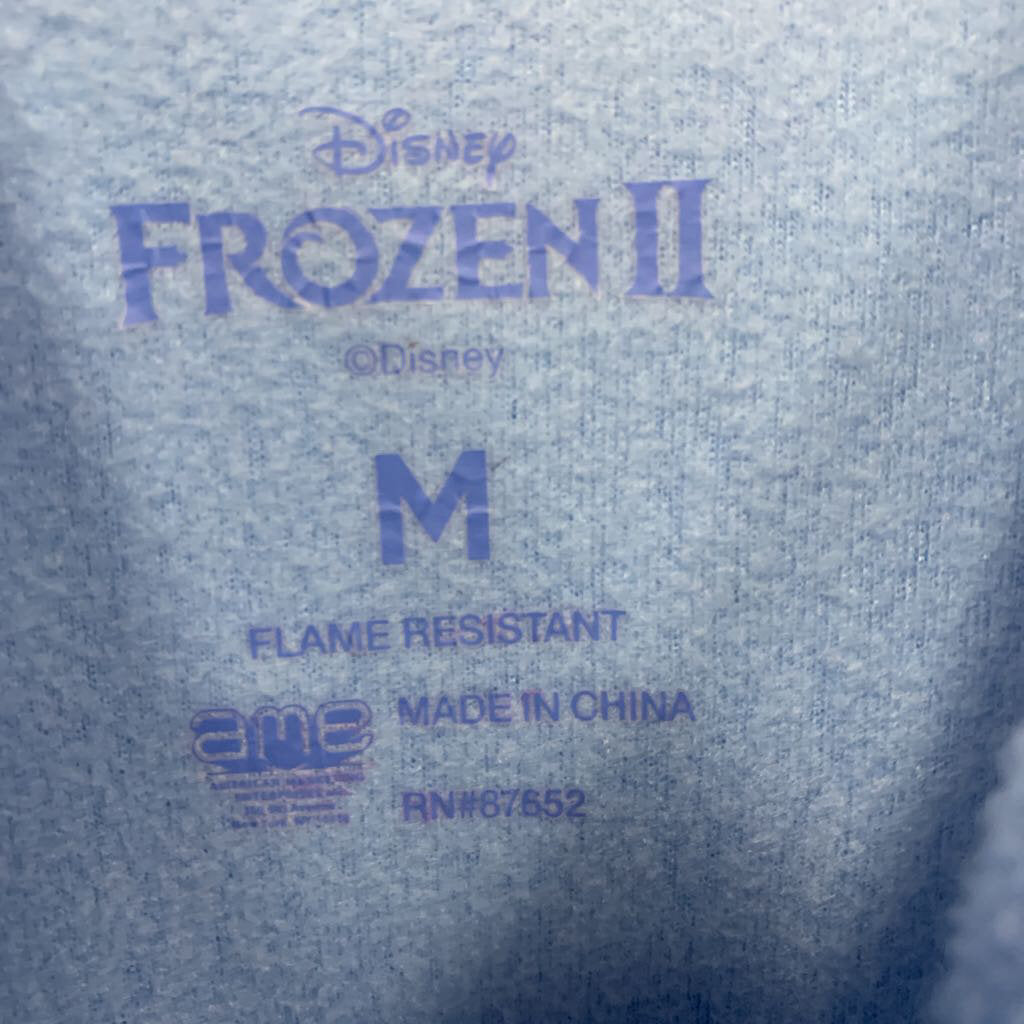 Disney
FROZEN II
©Disney
M
FLAME RESISTANT
ame
MADE IN CHINA
RN#87652